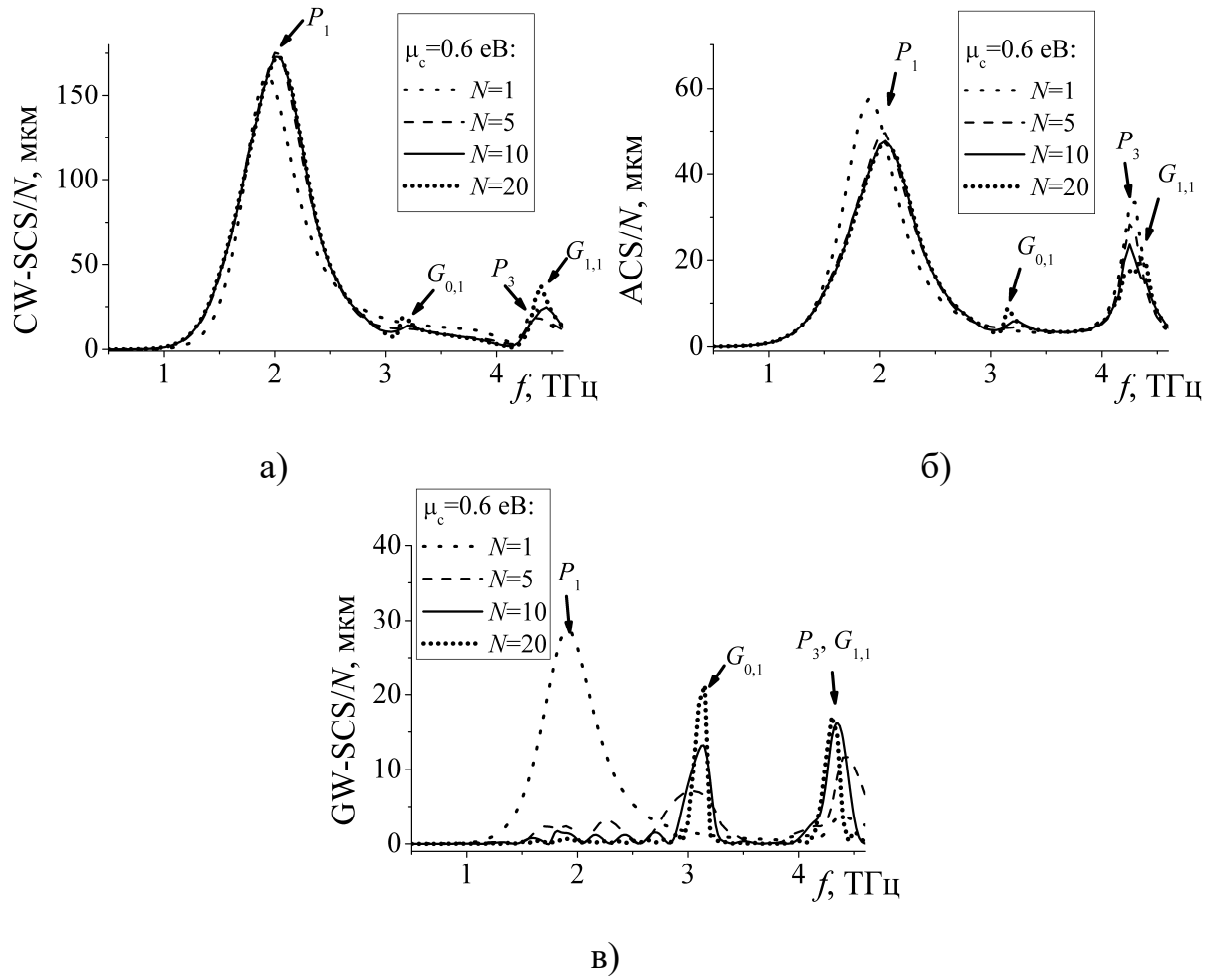 P₁
μ_c=0.6 eB:
N=1
N=5
N=10
N=20
CW-SCS/N, мкм
150
100
50
0
G₀,₁
P₃
G₁,₁
1
2
3
4
f, ТГц
а)
P₁
μ_c=0.6 eB:
N=1
N=5
N=10
N=20
ACS/N, мкм
60
40
20
0
G₀,₁
P₃
G₁,₁
1
2
3
4
f, ТГц
б)
μ_c=0.6 eB:
N=1
N=5
N=10
N=20
GW-SCS/N, мкм
40
30
20
10
0
P₁
G₀,₁
P₃, G₁,₁
1
2
3
4
f, ТГц
в)